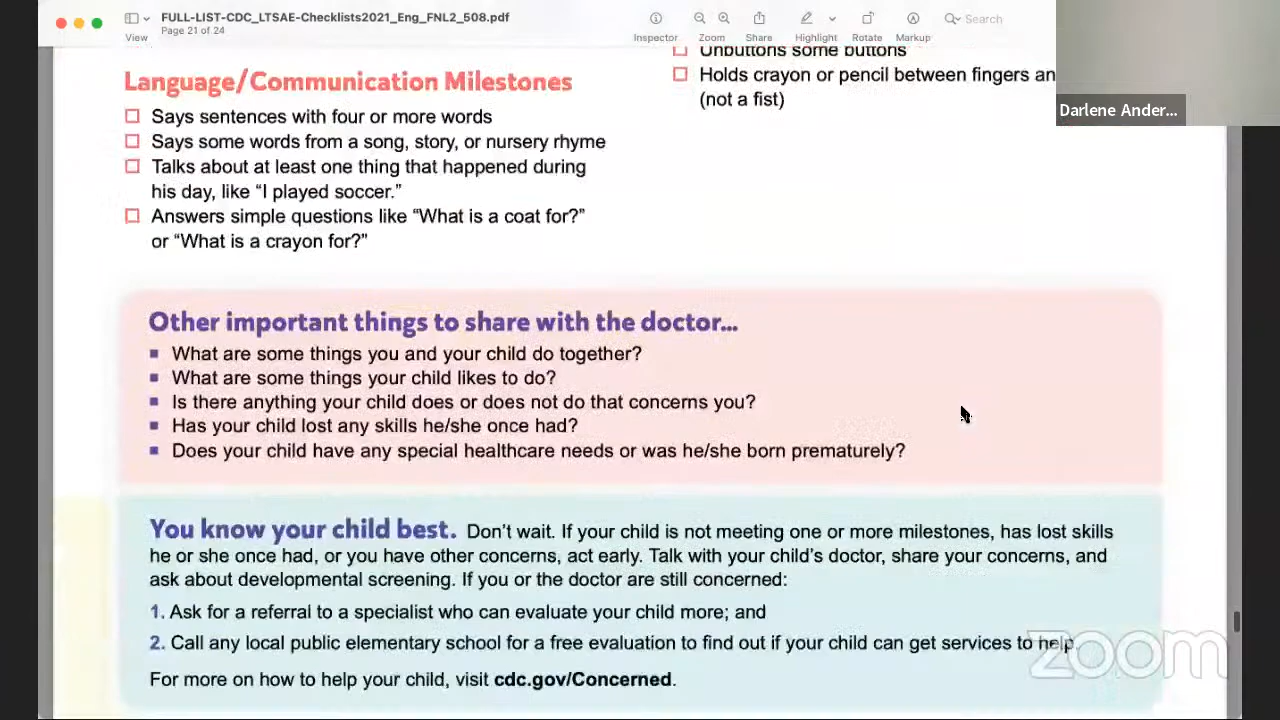 FULL-LIST-CDC_LTSAE-Checklists2021_Eng_FNL2_508.pdf
Page 21 of 24
View
Inspector
Zoom
Share
Highlight
Rotate
Markup
Search
Darlene Ander...
Language/Communication Milestones
Says sentences with four or more words
Says some words from a song, story, or nursery rhyme
Talks about at least one thing that happened during
his day, like “I played soccer.”
Answers simple questions like “What is a coat for?”
or “What is a crayon for?”
Unbuttons some buttons
Holds crayon or pencil between fingers an
(not a fist)
Other important things to share with the doctor...
What are some things you and your child do together?
What are some things your child likes to do?
Is there anything your child does or does not do that concerns you?
Has your child lost any skills he/she once had?
Does your child have any special healthcare needs or was he/she born prematurely?
You know your child best. Don’t wait. If your child is not meeting one or more milestones, has lost skills
he or she once had, or you have other concerns, act early. Talk with your child’s doctor, share your concerns, and
ask about developmental screening. If you or the doctor are still concerned:
1. Ask for a referral to a specialist who can evaluate your child more; and
2. Call any local public elementary school for a free evaluation to find out if your child can get services to help.
For more on how to help your child, visit cdc.gov/Concerned.
zoom